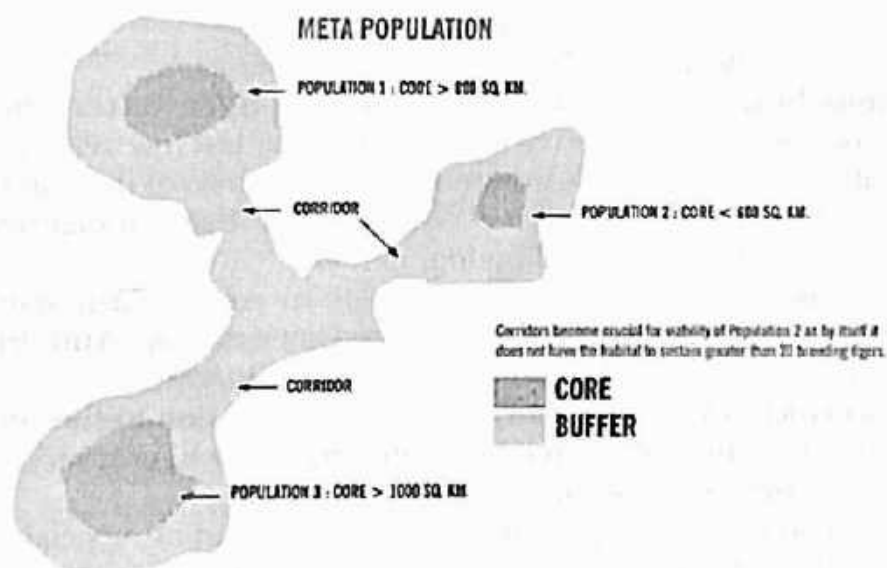 META POPULATION
POPULATION 1 : CORE > 800 SQ. KM.
CORRIDOR
POPULATION 2 : CORE < 600 SQ. KM.
Corridors become crucial for viability of Population 2 as by itself it
does not have the habitat to sustain greater than 20 breeding tigers.
CORE
BUFFER
CORRIDOR
POPULATION 3 : CORE > 1000 SQ. KM